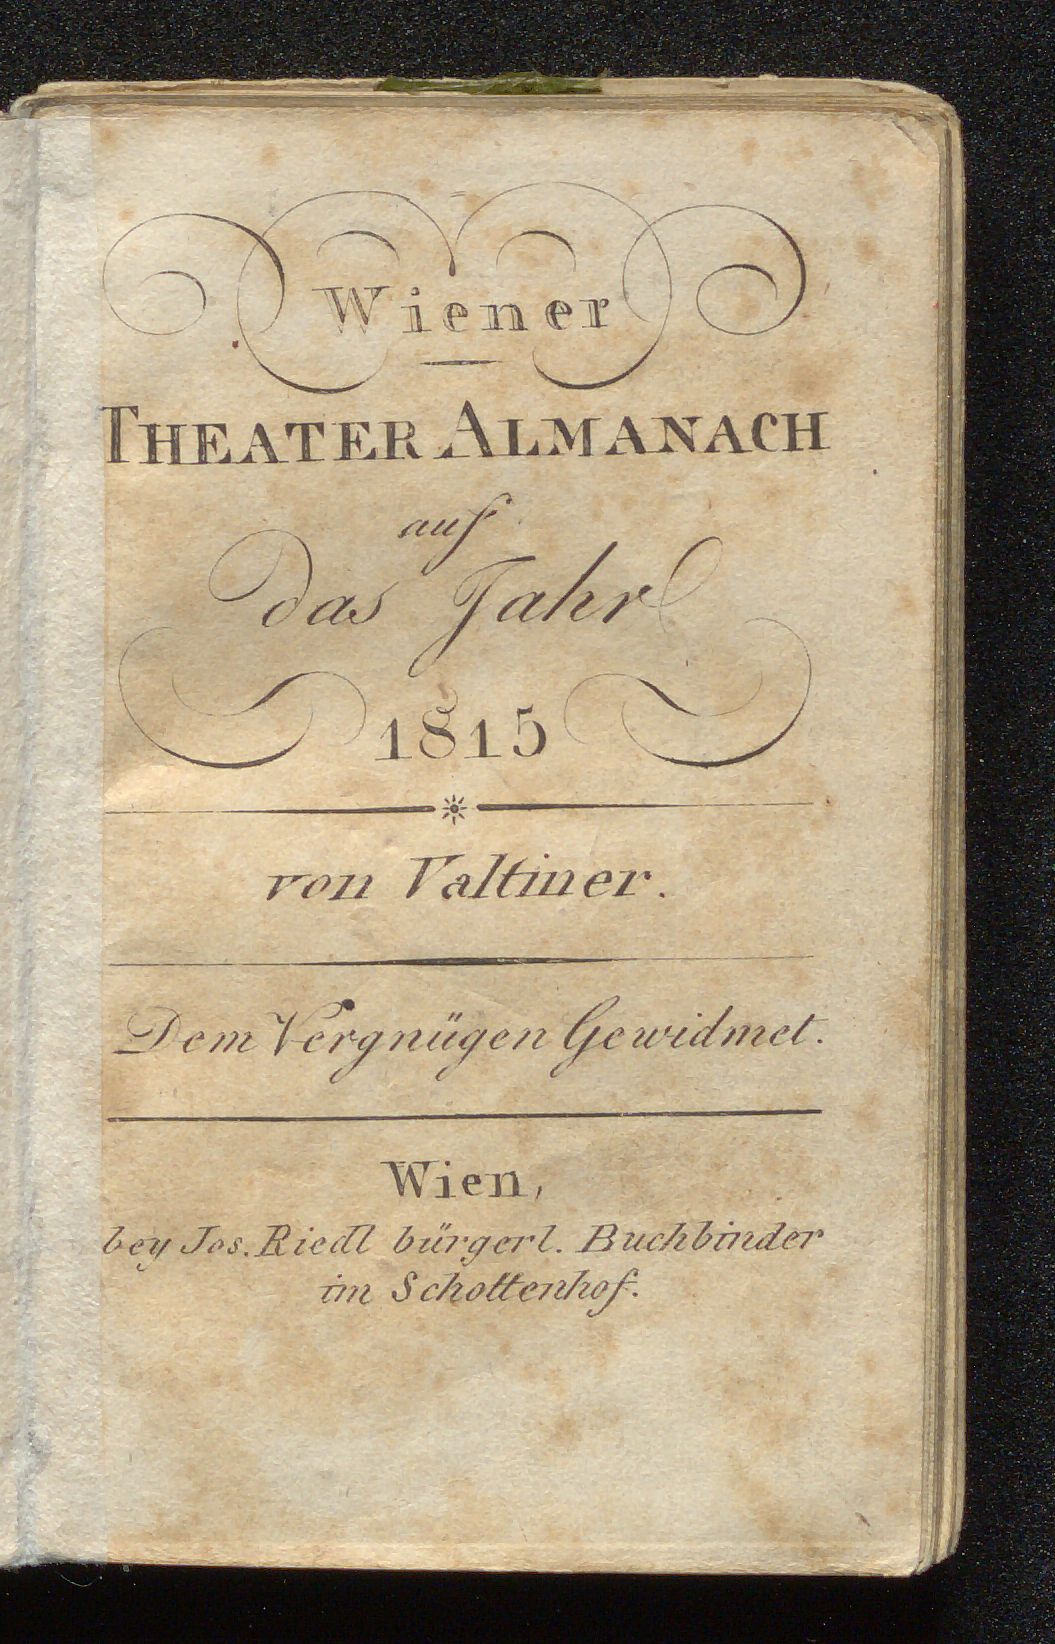 Wiener
THEATER ALMANACH
auf
das Jahr
1815
von Valtiner.
Dem Vergnügen Gewidmet.
Wien,
bey Jos. Riedl bürgerl. Buchbinder
im Schottenhof.